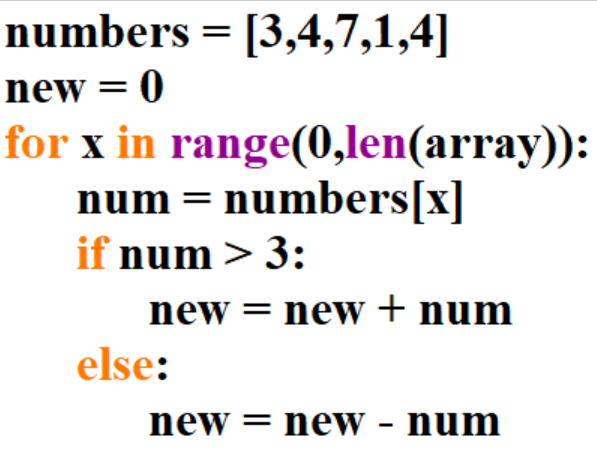 numbers = [3,4,7,1,4]
new = 0
for x in range(0,len(array)):
    num = numbers[x]
    if num > 3:
        new = new + num
    else:
        new = new - num